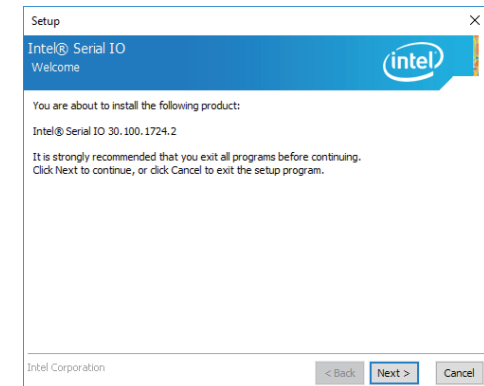 Setup
Intel® Serial IO
Welcome
intel
You are about to install the following product:
Intel® Serial IO 30.100.1724.2
It is strongly recommended that you exit all programs before continuing.
Click Next to continue, or click Cancel to exit the setup program.
Intel Corporation
< Back Next > Cancel